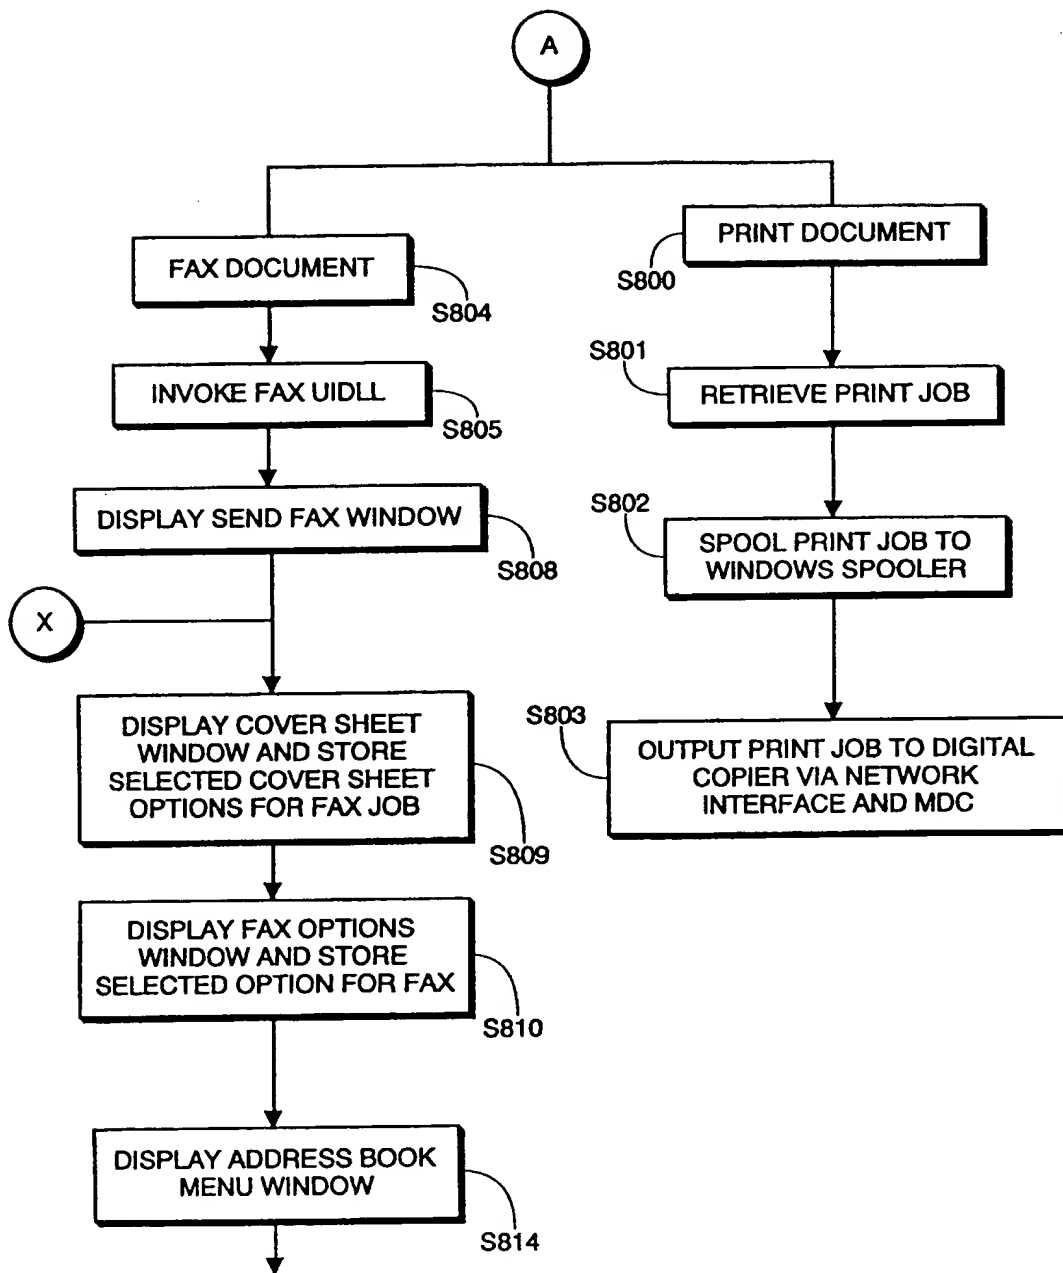 A
FAX DOCUMENT
S804
INVOKE FAX UIDLL
S805
DISPLAY SEND FAX WINDOW
S808
X
DISPLAY COVER SHEET
WINDOW AND STORE
SELECTED COVER SHEET
OPTIONS FOR FAX JOB
S809
DISPLAY FAX OPTIONS
WINDOW AND STORE
SELECTED OPTION FOR FAX
S810
DISPLAY ADDRESS BOOK
MENU WINDOW
S814
PRINT DOCUMENT
S800
S801
RETRIEVE PRINT JOB
S802
SPOOL PRINT JOB TO
WINDOWS SPOOLER
S803
OUTPUT PRINT JOB TO DIGITAL
COPIER VIA NETWORK
INTERFACE AND MDC